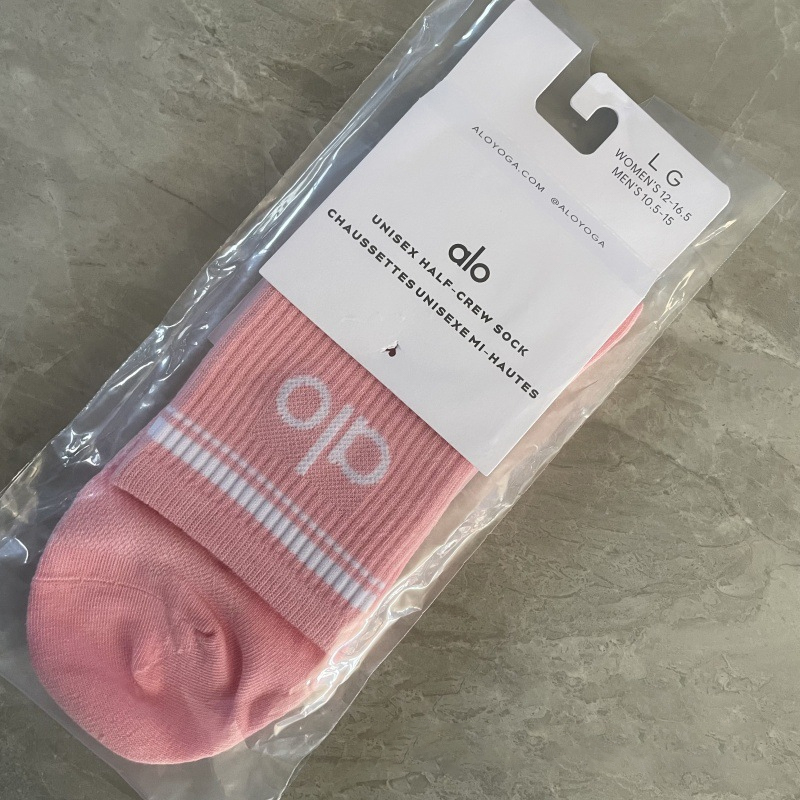 L G
WOMEN'S 12-16.5
MEN'S 10.5-15
ALOYOGA.COM @ALOYOGA
alo
UNISEX HALF-CREW SOCK
CHAUSSETTES UNISEXE MI-HAUTES
alo